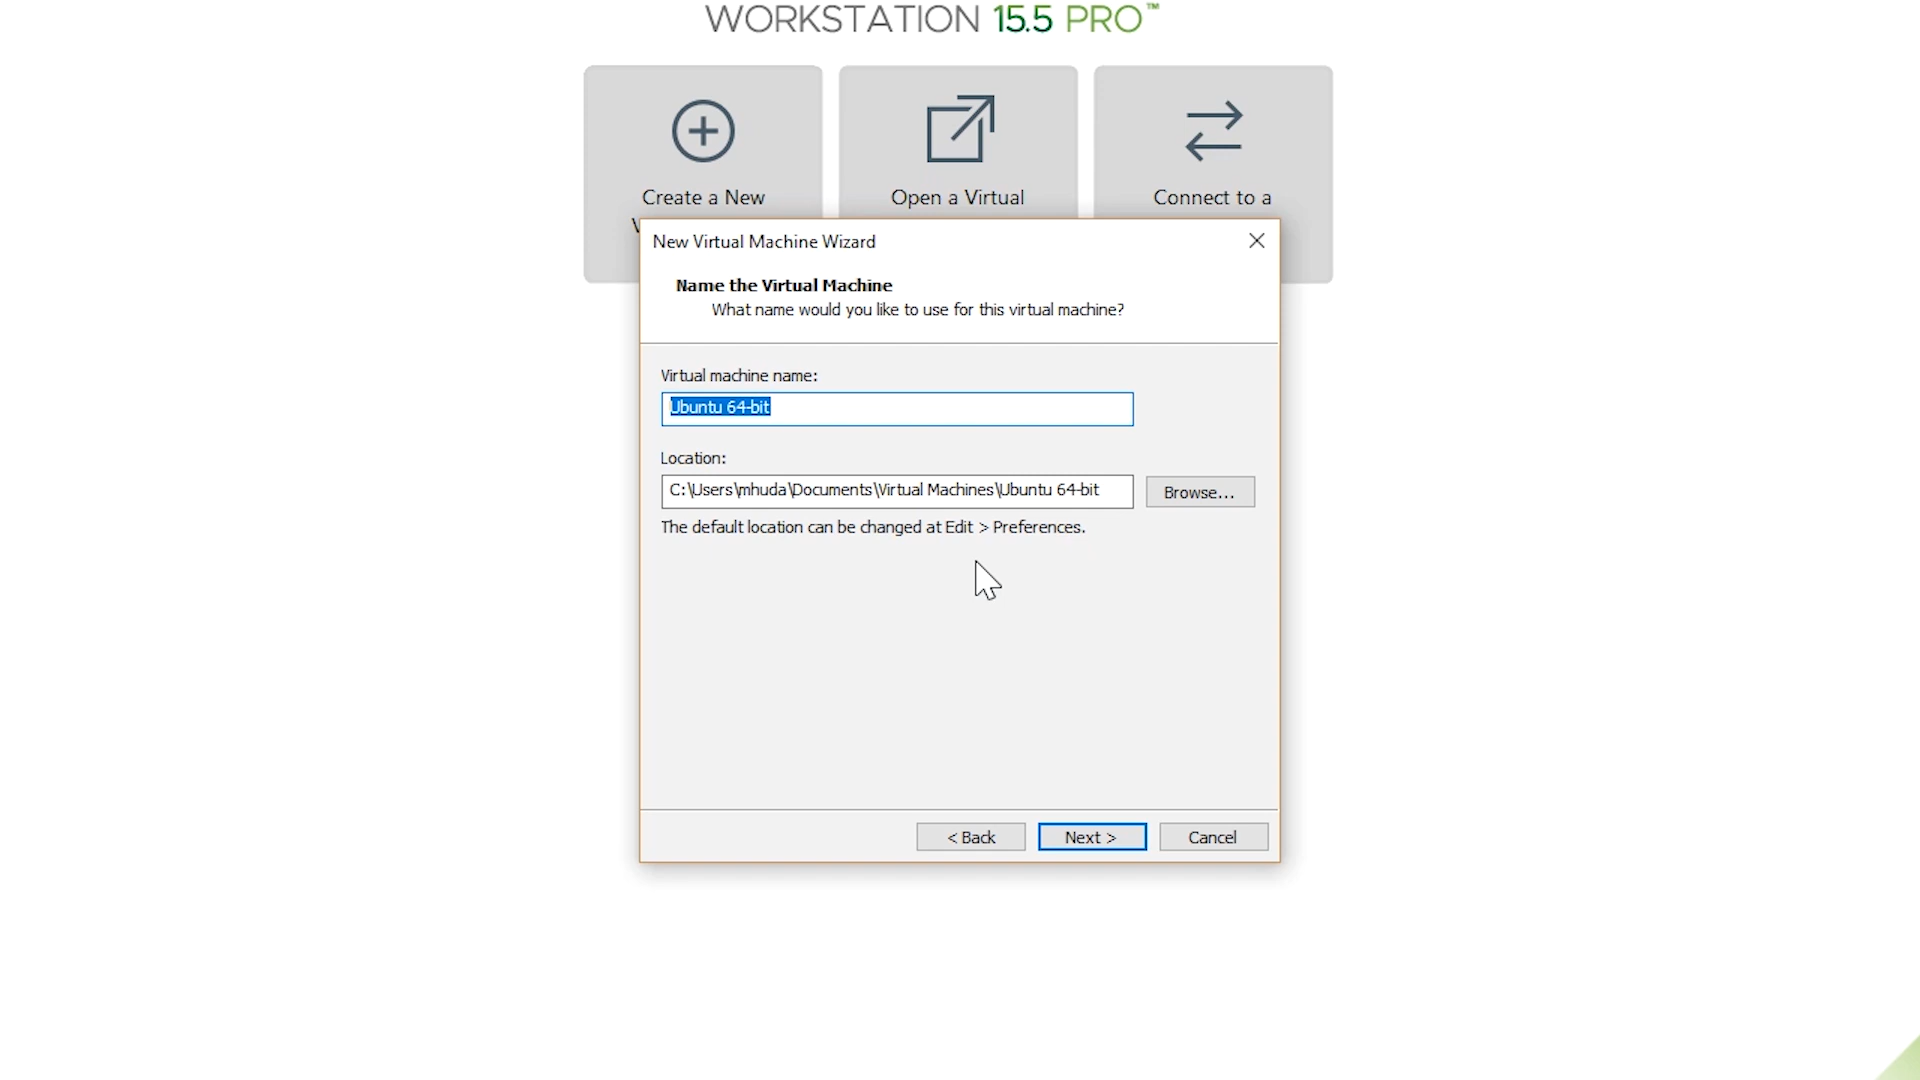 WORKSTATION 15.5 PRO™
Create a New
Open a Virtual
Connect to a
New Virtual Machine Wizard
Name the Virtual Machine
What name would you like to use for this virtual machine?
Virtual machine name:
Ubuntu 64-bit
Location:
C:\Users\mhuda\Documents\Virtual Machines\Ubuntu 64-bit
Browse...
The default location can be changed at Edit > Preferences.
< Back
Next >
Cancel